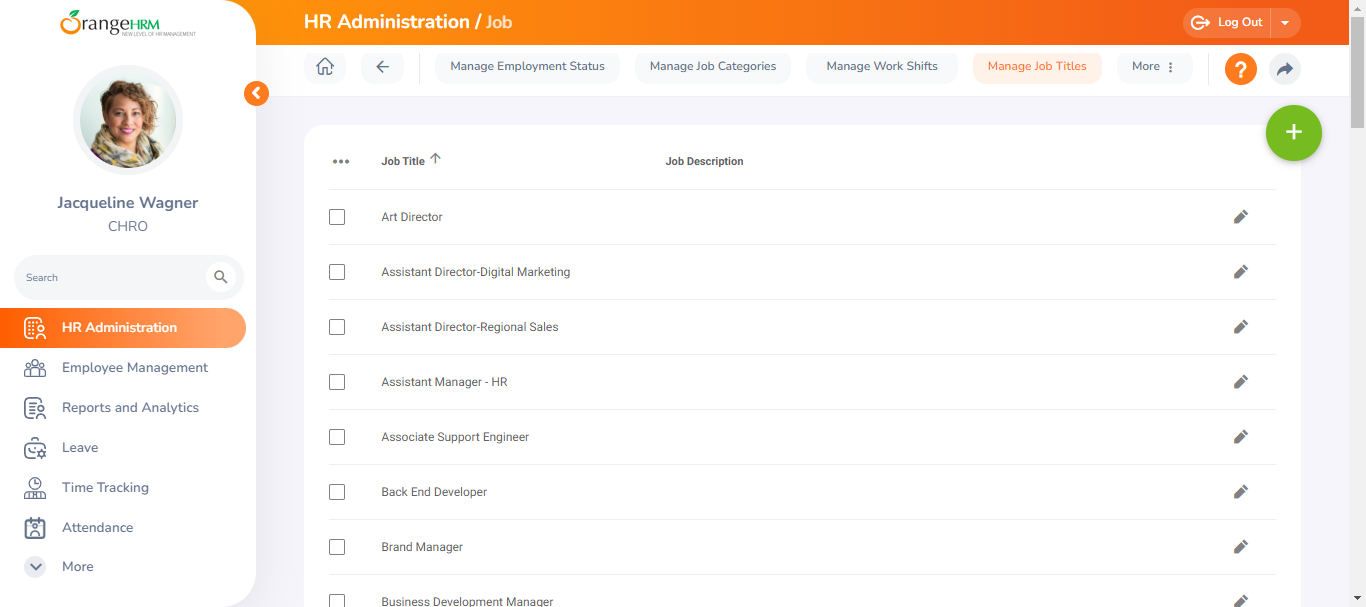 OrangeHRM
NEW LEVEL OF HR MANAGEMENT
Jacqueline Wagner
CHRO
Search
HR Administration
Employee Management
Reports and Analytics
Leave
Time Tracking
Attendance
More
HR Administration / Job
Log Out
Manage Employment Status
Manage Job Categories
Manage Work Shifts
Manage Job Titles
More
?
+
Job Title
Job Description
Art Director
Assistant Director-Digital Marketing
Assistant Director-Regional Sales
Assistant Manager - HR
Associate Support Engineer
Back End Developer
Brand Manager
Business Development Manager